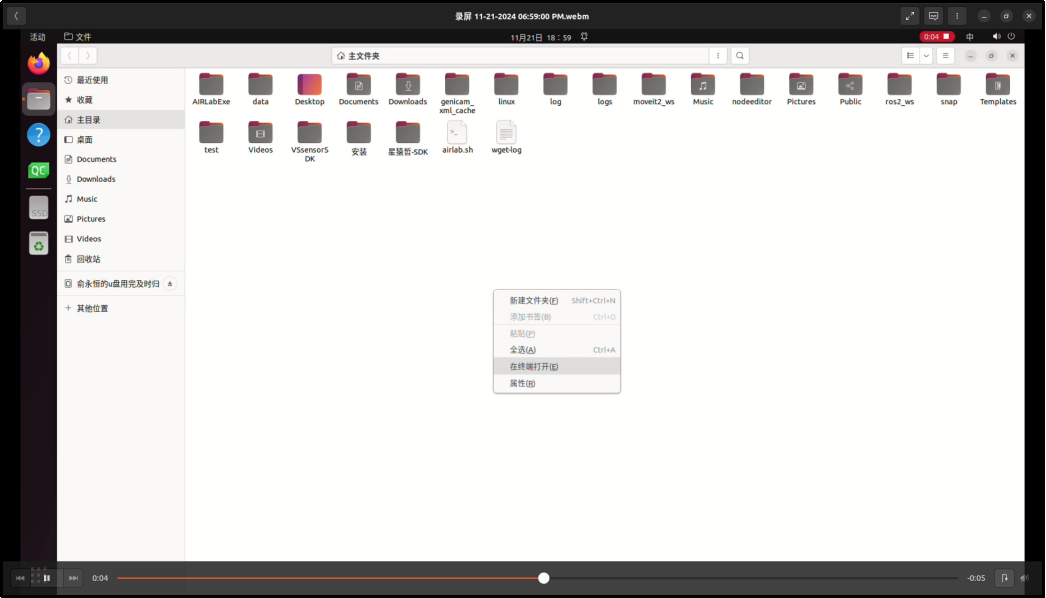 录屏 11-21-2024 06:59:00 PM.webm
活动 文件 11月21日 18：59 0:04 中
主文件夹
最近使用
收藏
主目录
桌面
Documents
Downloads
Music
Pictures
Videos
回收站
俞永恒的u盘用完及时归
+ 其他位置
AIRLabExe data Desktop Documents Downloads genicam_xml_cache linux log logs moveit2_ws Music nodeeditor Pictures Public ros2_ws snap Templates
test Videos VSsensorSDK 安装 星猿哲-SDK airlab.sh wget-log
QC
SSD
新建文件夹(F) Shift+Ctrl+N
添加书签(B) Ctrl+D
粘贴(P)
全选(A) Ctrl+A
在终端打开(E)
属性(R)
0:04 -0:05